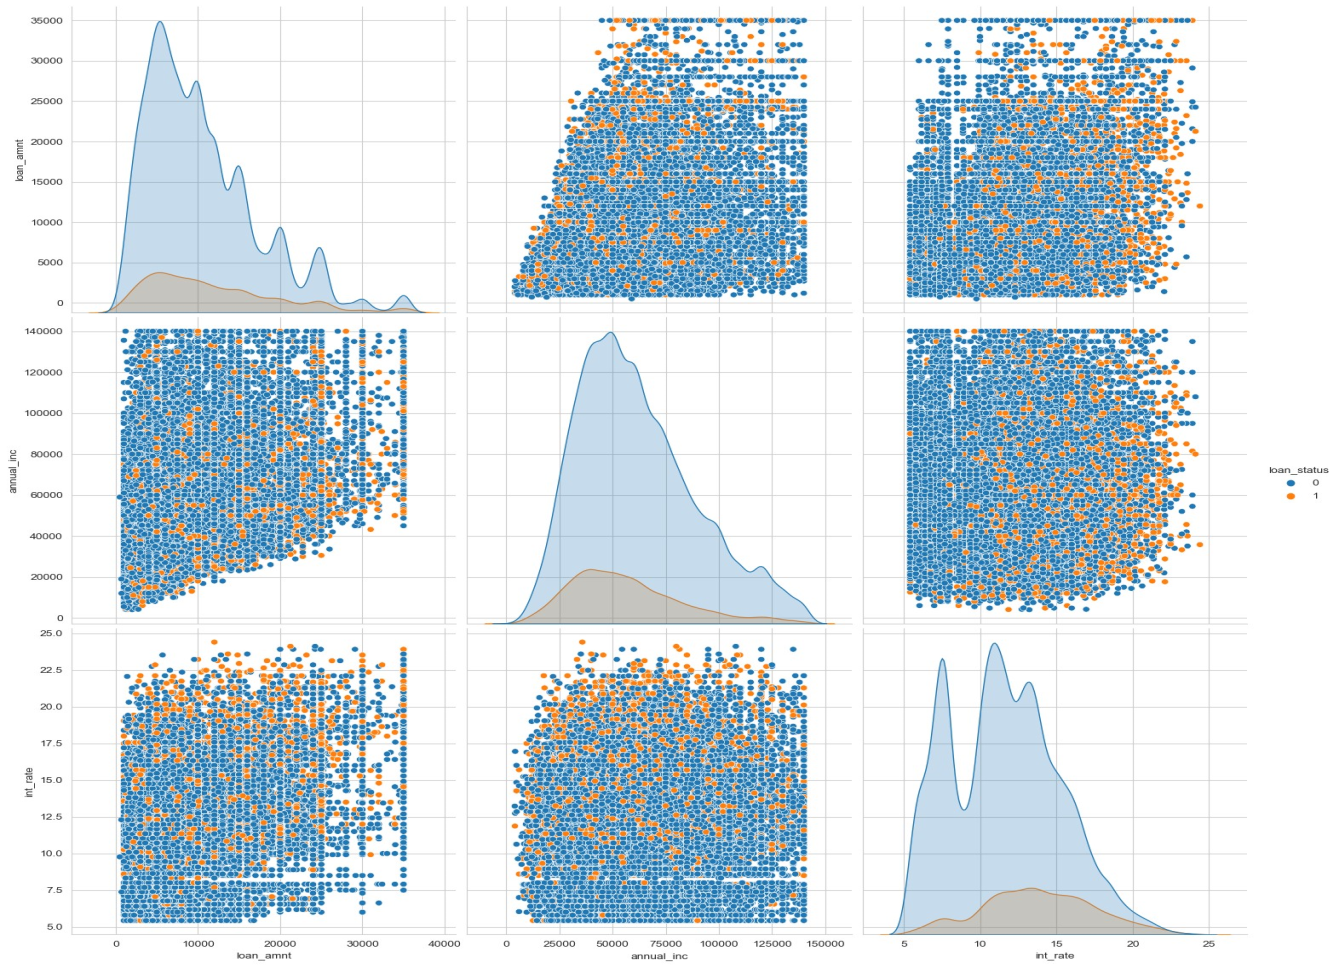 35000
30000
25000
20000
15000
10000
5000
0
loan_amnt
140000
120000
100000
80000
60000
40000
20000
0
annual_inc
loan_status
0
1
25.0
22.5
20.0
17.5
15.0
12.5
10.0
7.5
5.0
int_rate
0 10000 20000 30000 40000
0 25000 50000 75000 100000 125000 150000
5 10 15 20 25
loan_amnt
annual_inc
int_rate